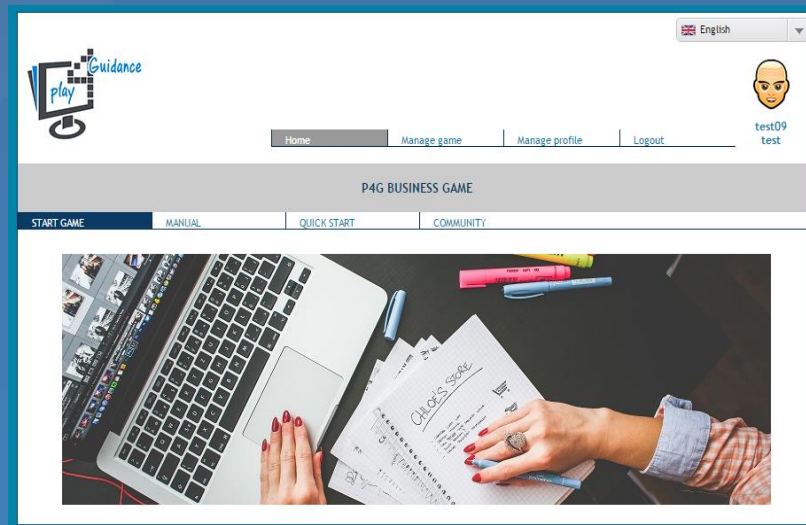 English
play
Guidance
test09
test
Home
Manage game
Manage profile
Logout
P4G BUSINESS GAME
START GAME
MANUAL
QUICK START
COMMUNITY
CHLOE'S STORE